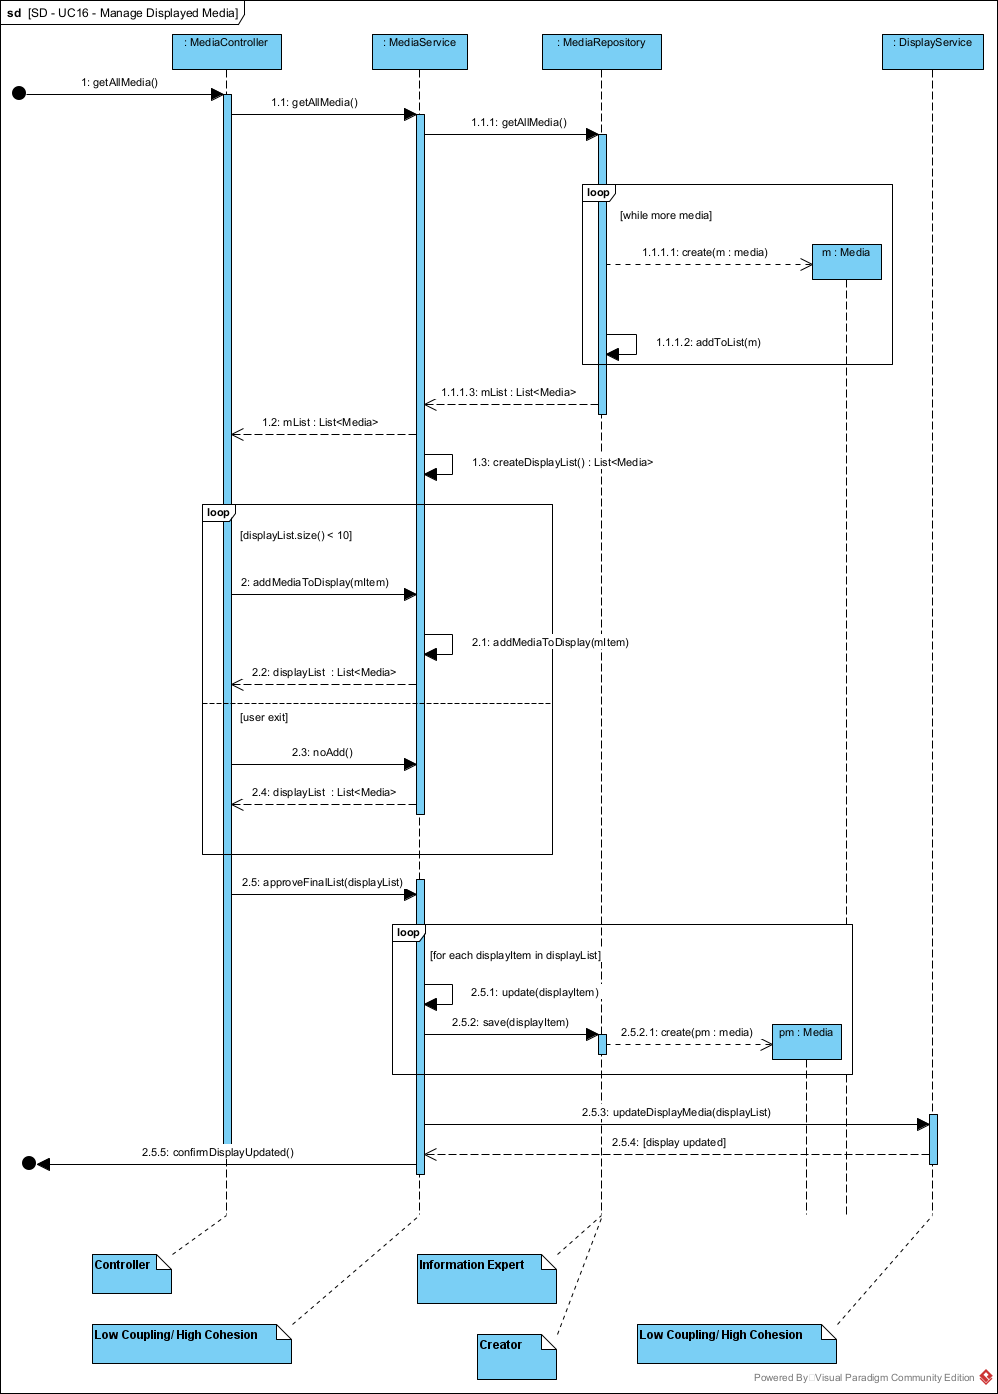 sd [SD - UC16 - Manage Displayed Media]
: MediaController
: MediaService
: MediaRepository
: DisplayService
1: getAllMedia()
1.1: getAllMedia()
1.1.1: getAllMedia()
loop
[while more media]
1.1.1.1: create(m : media)
m : Media
1.1.1.2: addToList(m)
1.1.1.3: mList : List<Media>
1.2: mList : List<Media>
1.3: createDisplayList() : List<Media>
loop
[displayList.size() < 10]
2: addMediaToDisplay(mItem)
2.1: addMediaToDisplay(mItem)
2.2: displayList : List<Media>
[user exit]
2.3: noAdd()
2.4: displayList : List<Media>
2.5: approveFinalList(displayList)
loop
[for each displayItem in displayList]
2.5.1: update(displayItem)
2.5.2: save(displayItem)
2.5.2.1: create(pm : media)
pm : Media
2.5.3: updateDisplayMedia(displayList)
2.5.4: [display updated]
2.5.5: confirmDisplayUpdated()
Controller
Information Expert
Low Coupling/ High Cohesion
Creator
Low Coupling/ High Cohesion
Powered By Visual Paradigm Community Edition